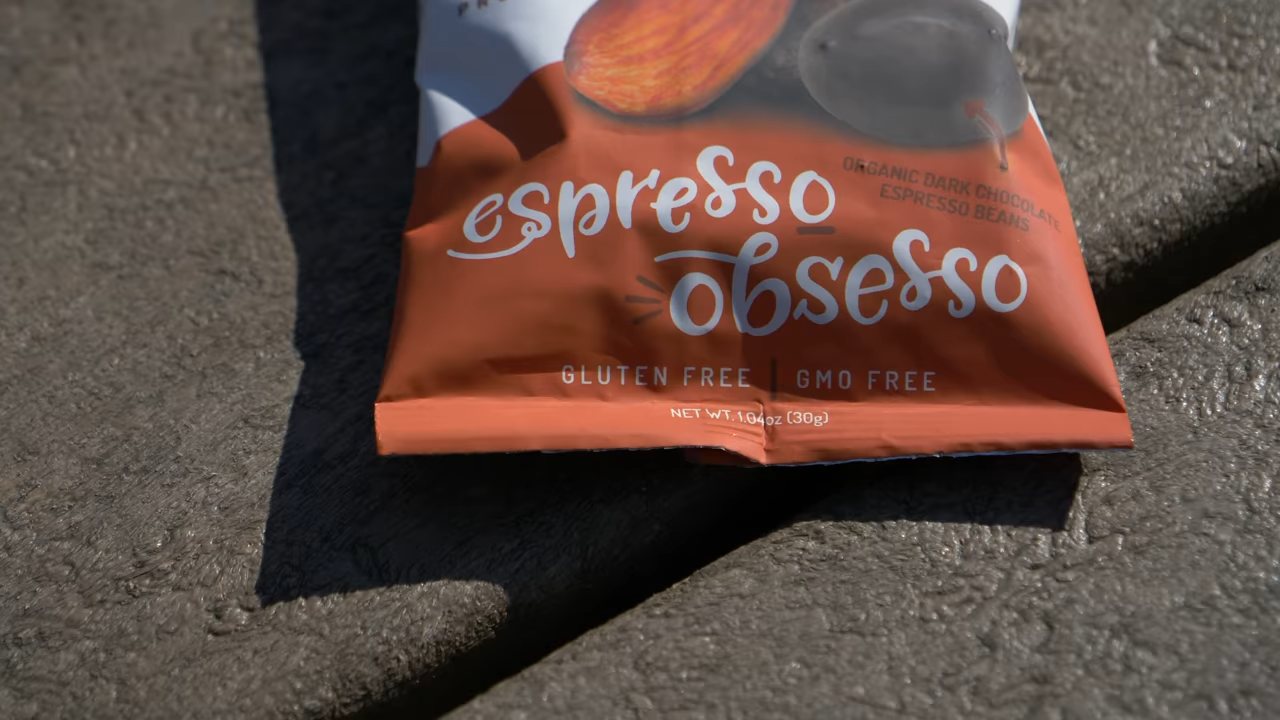 espresso
ORGANIC DARK CHOCOLATE
ESPRESSO BEANS
obsesso
GLUTEN FREE | GMO FREE
NET WT. 1.04oz (30g)